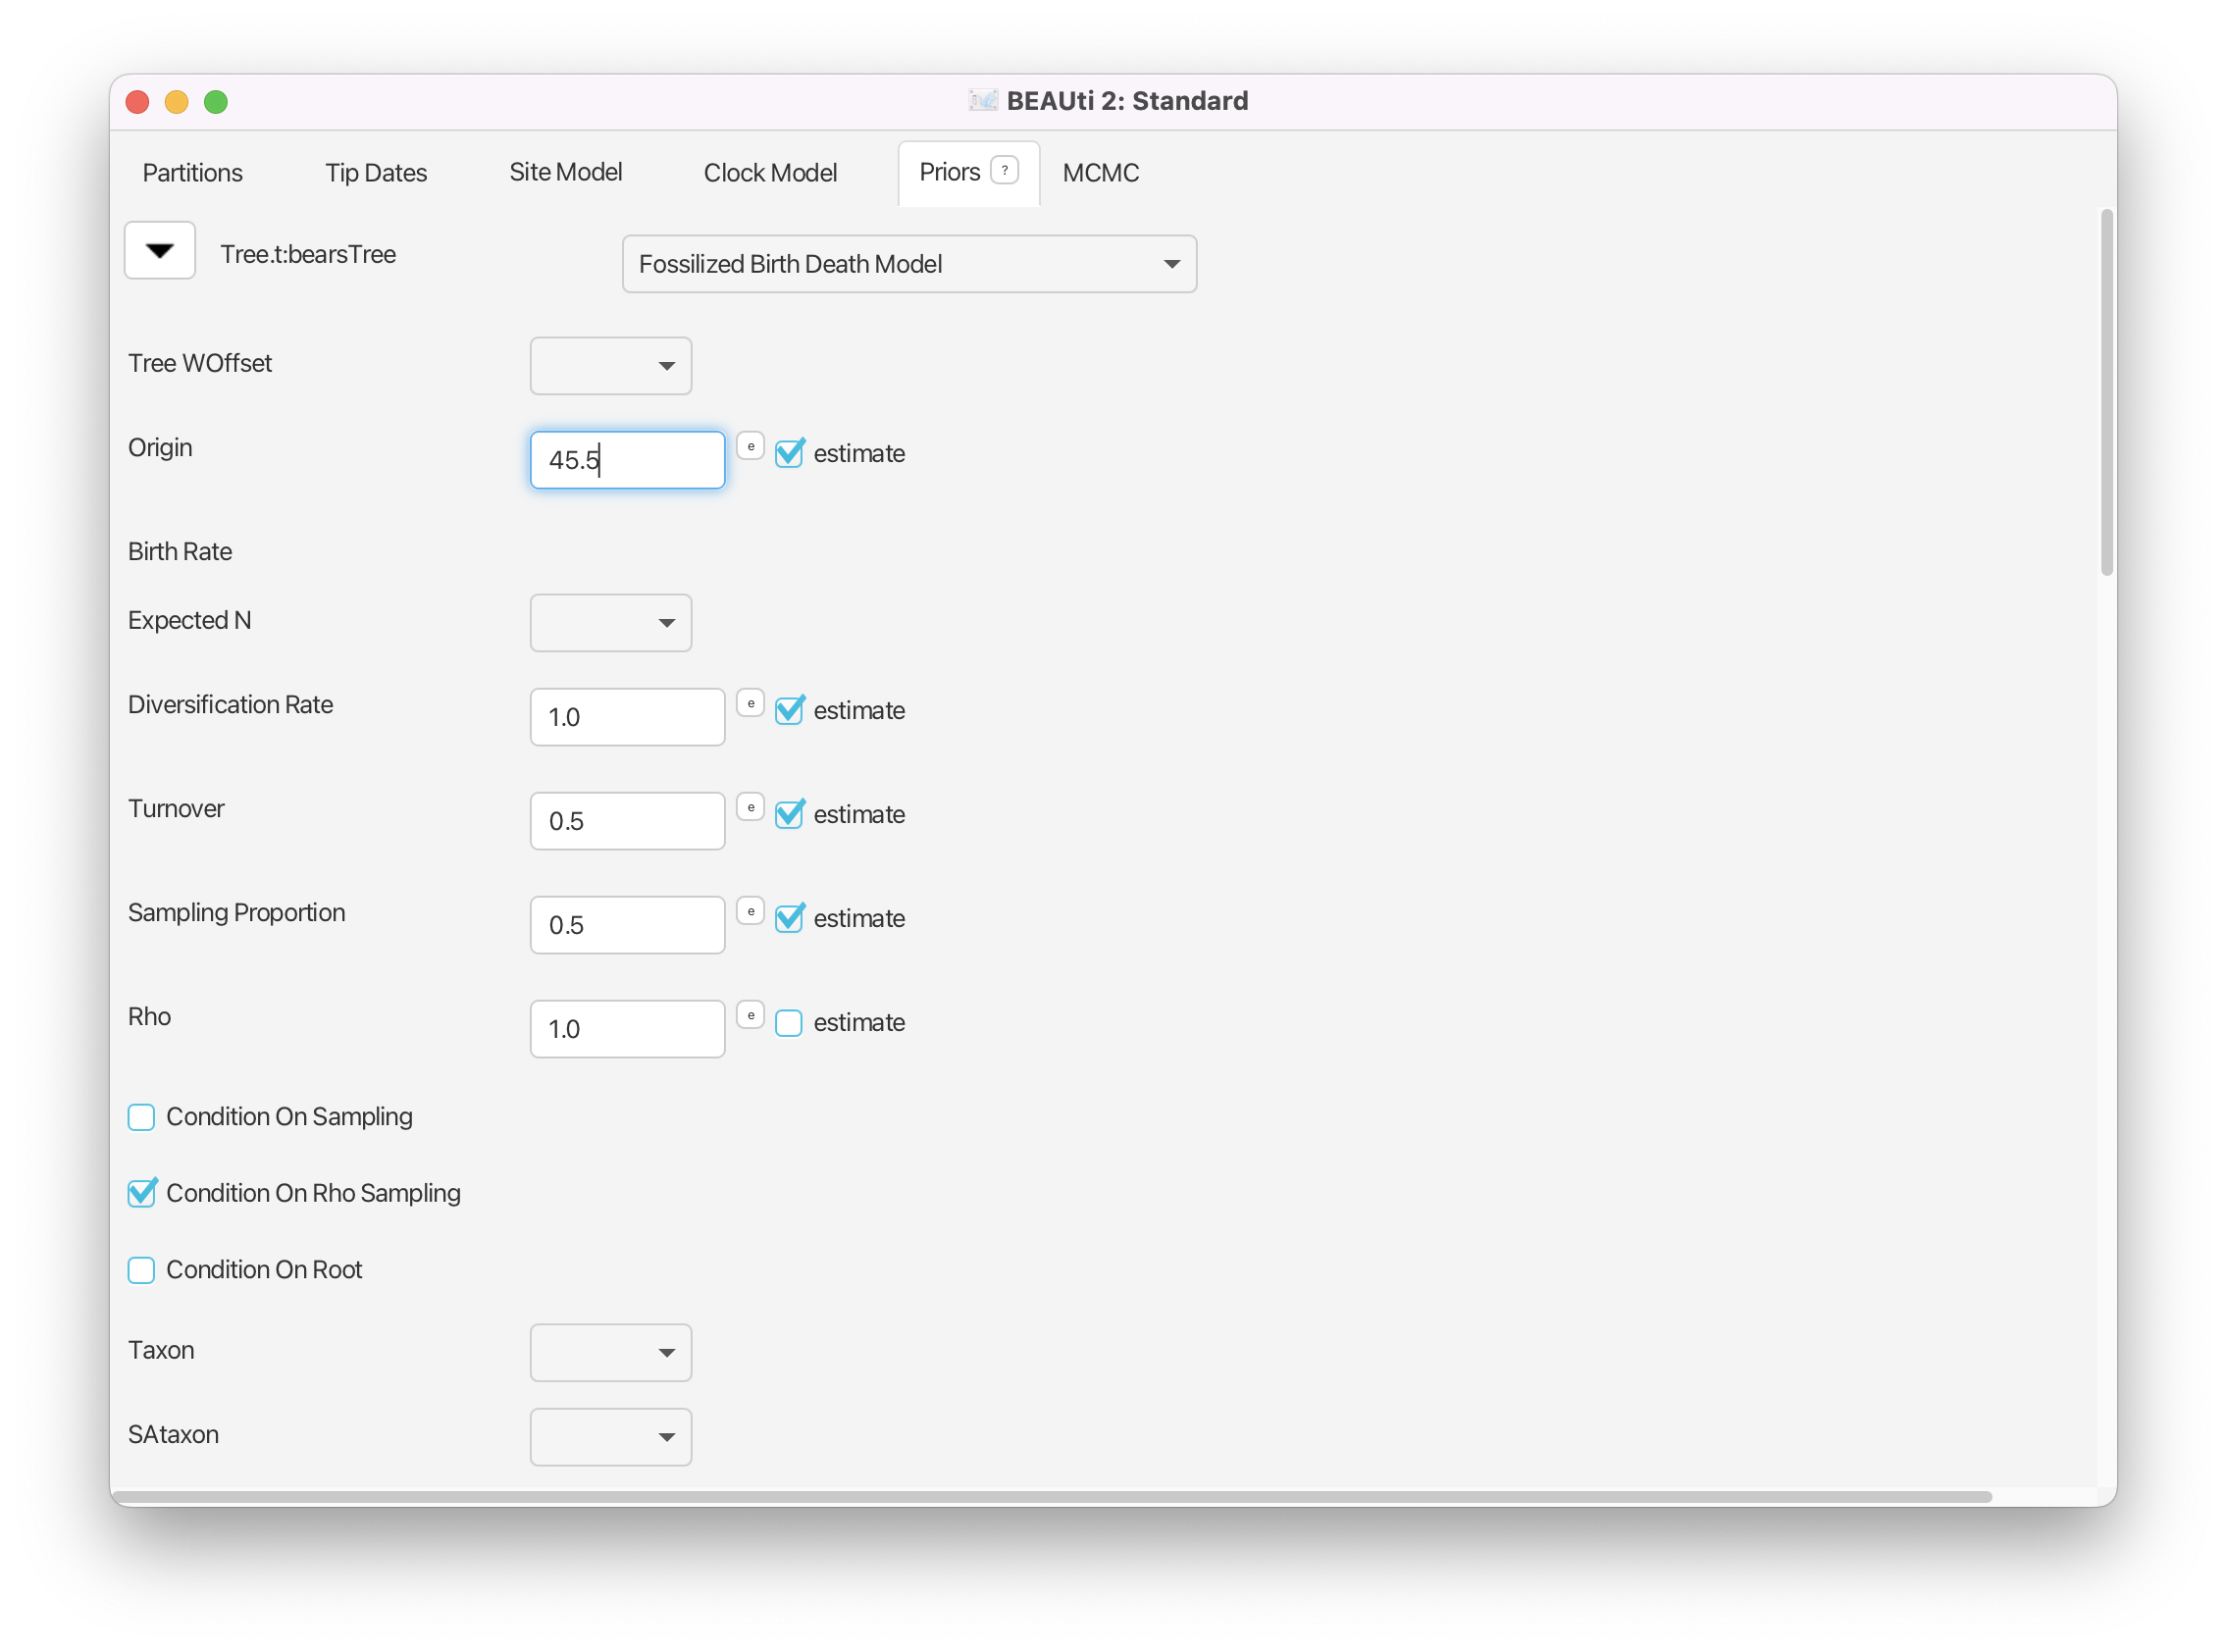 BEAUti 2: Standard
Partitions Tip Dates Site Model Clock Model Priors ? MCMC
Tree.t:bearsTree Fossilized Birth Death Model
Tree WOffset
Origin 45.5 e estimate
Birth Rate
Expected N
Diversification Rate 1.0 e estimate
Turnover 0.5 e estimate
Sampling Proportion 0.5 e estimate
Rho 1.0 e estimate
Condition On Sampling
Condition On Rho Sampling
Condition On Root
Taxon
SAtaxon